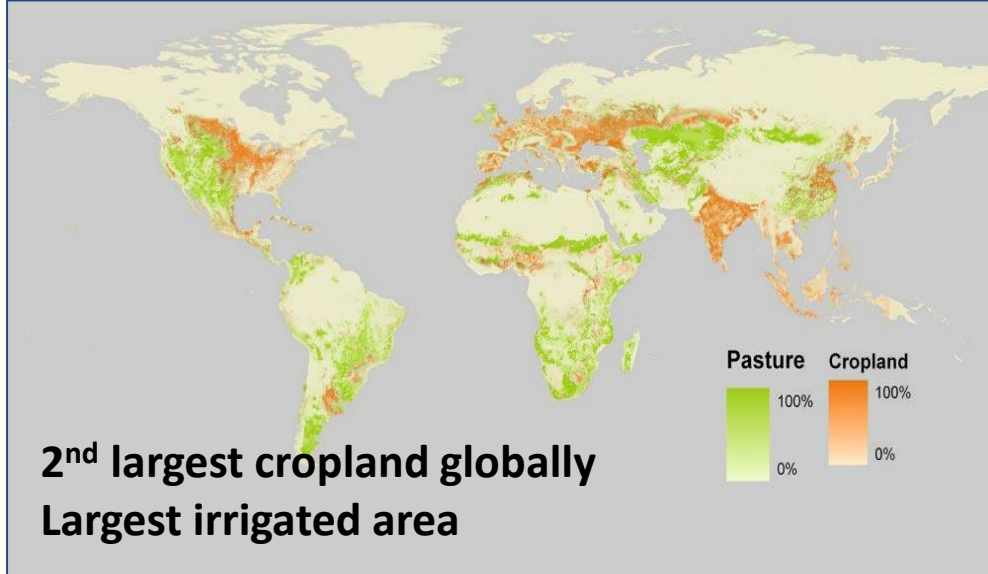 Pasture Cropland
100% 100%
0% 0%
2nd largest cropland globally
Largest irrigated area